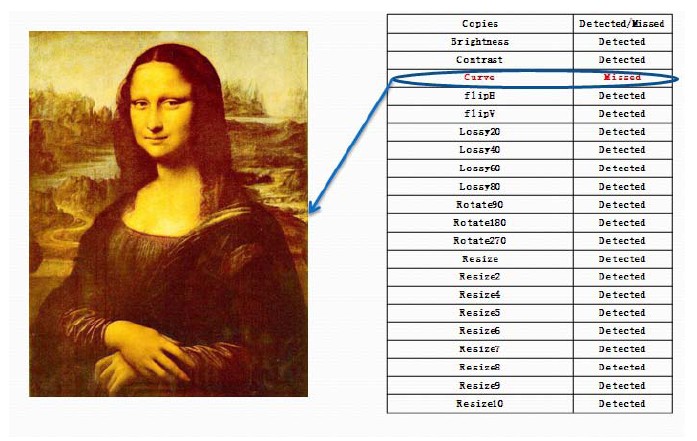 Copies Detected/Missed
Brightness Detected
Contrast Detected
Curve Missed
flipH Detected
flipV Detected
Lossy20 Detected
Lossy40 Detected
Lossy60 Detected
Lossy80 Detected
Rotate90 Detected
Rotate180 Detected
Rotate270 Detected
Resize Detected
Resize2 Detected
Resize4 Detected
Resize5 Detected
Resize6 Detected
Resize7 Detected
Resize8 Detected
Resize9 Detected
Resize10 Detected